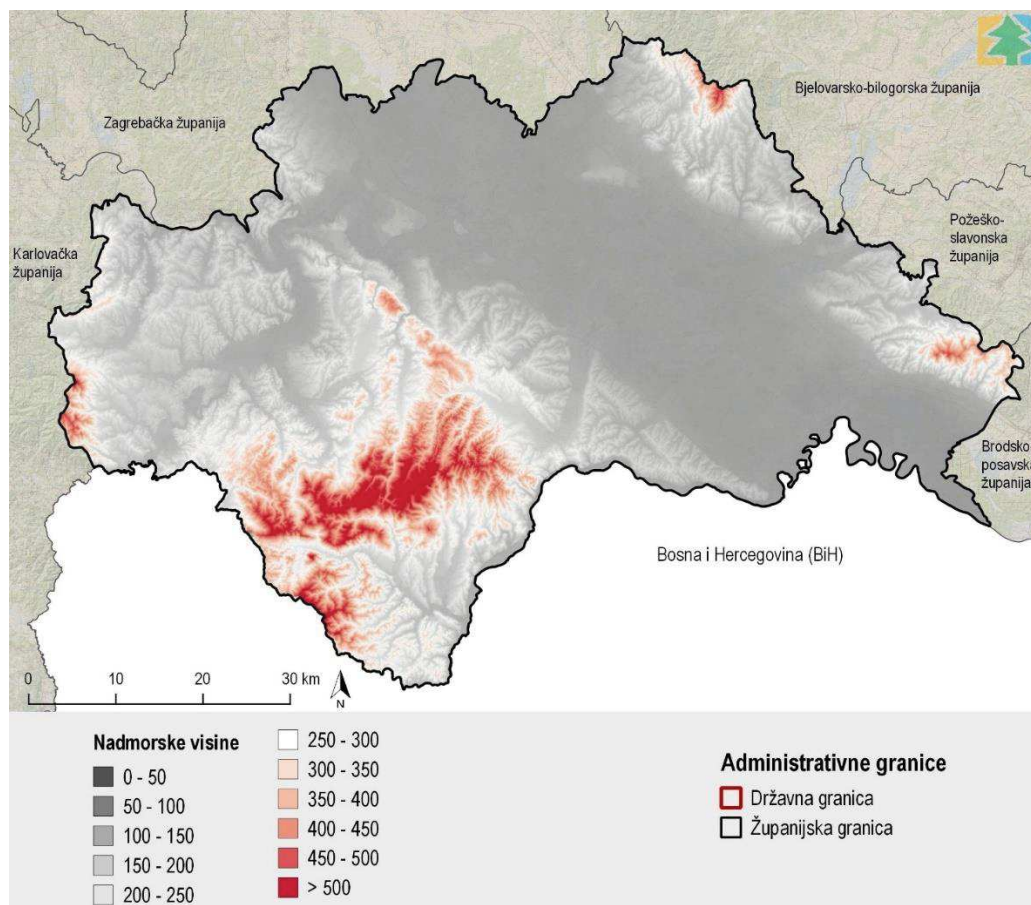 Bjelovarsko-bilogorska županija
Zagrebačka županija
Karlovačka
županija
Požeško-
slavonska
županija
Brodsko-
posavska
županija
Bosna i Hercegovina (BiH)
0 10 20 30 km
N
Nadmorske visine
0 - 50
50 - 100
100 - 150
150 - 200
200 - 250
250 - 300
300 - 350
350 - 400
400 - 450
450 - 500
> 500
Administrativne granice
Državna granica
Županijska granica